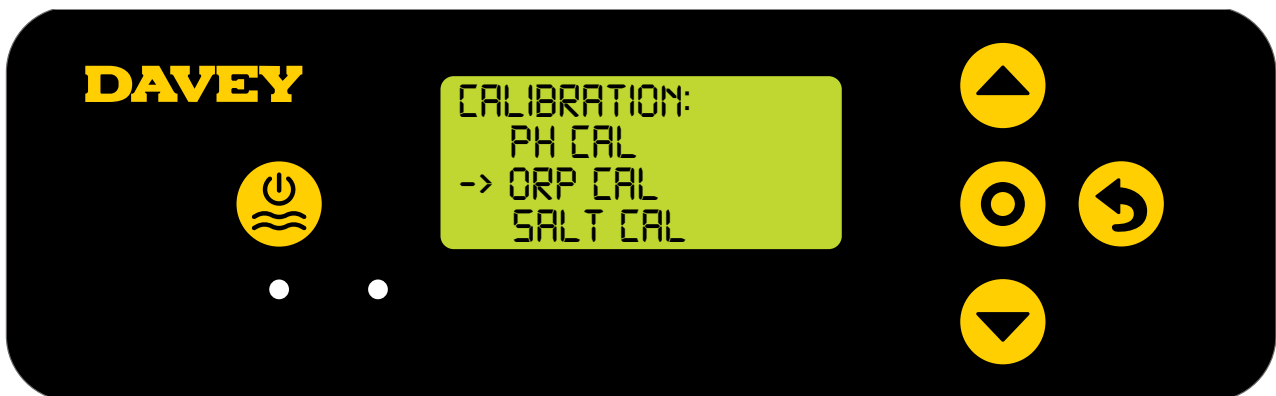 DAVEY
CALIBRATION:
PH CAL
-> ORP CAL
SALT CAL